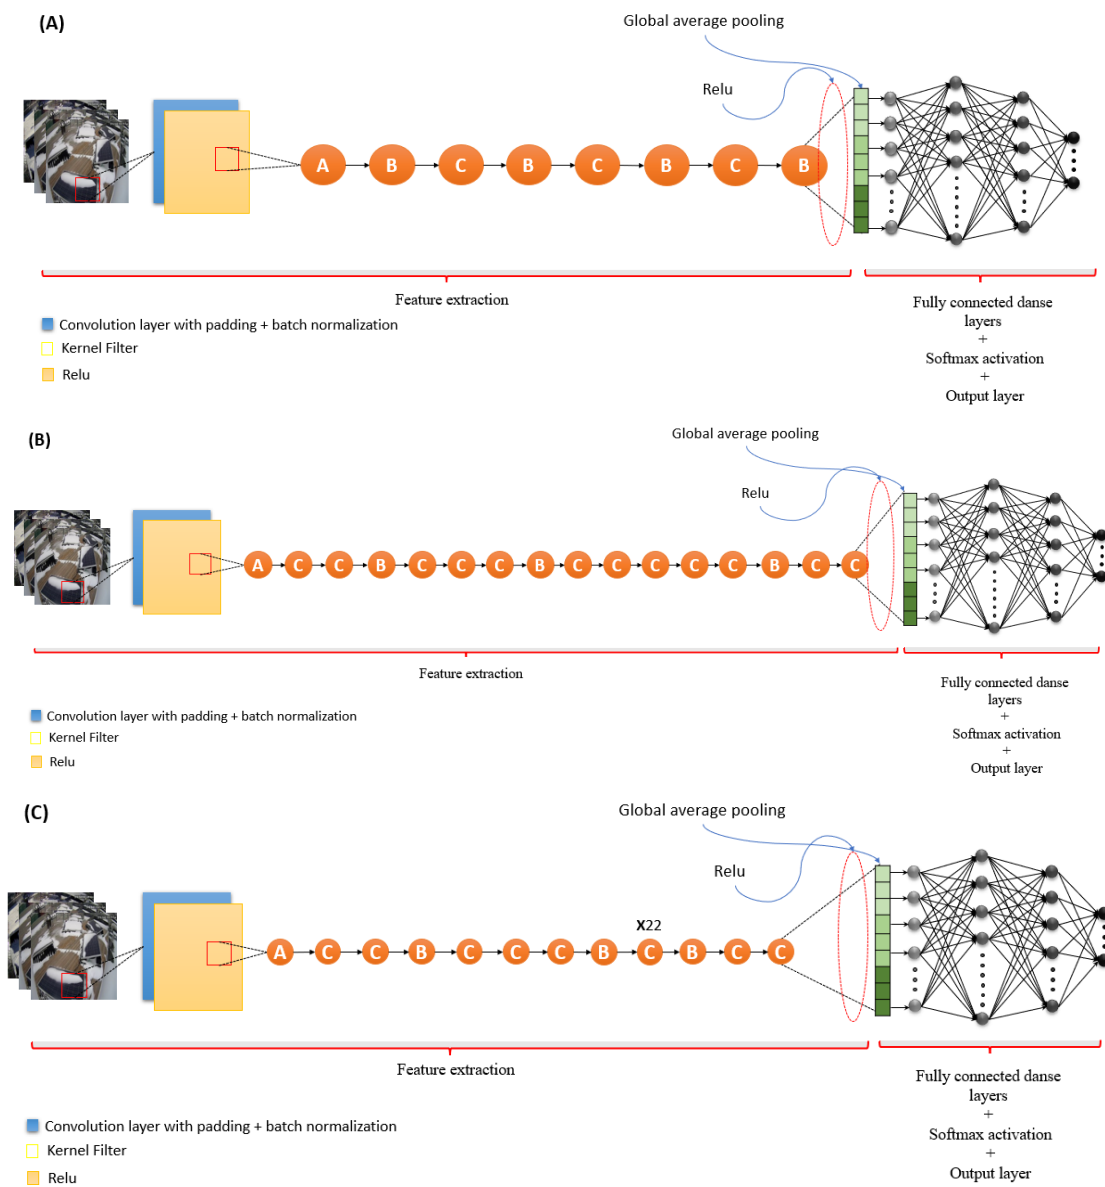 (A)
Global average pooling
Relu
A B C B C B C B
Feature extraction
Fully connected danse
layers
+
Softmax activation
+
Output layer
Convolution layer with padding + batch normalization
Kernel Filter
Relu
(B)
Global average pooling
Relu
A C C B C C C B C C C C C B C C
Feature extraction
Fully connected danse
layers
+
Softmax activation
+
Output layer
Convolution layer with padding + batch normalization
Kernel Filter
Relu
(C)
Global average pooling
Relu
X22
A C C B C C C B C B C C
Feature extraction
Fully connected danse
layers
+
Softmax activation
+
Output layer
Convolution layer with padding + batch normalization
Kernel Filter
Relu